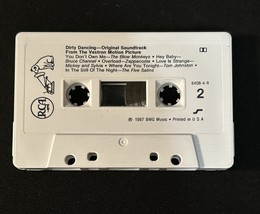 Dirty Dancing—Original Soundtrack
From The Vestron Motion Picture
You Don't Own Me—The Blow Monkeys • Hey Baby—
Bruce Channel • Overload—Zappacosta • Love Is Strange—
Mickey and Sylvia • Where Are You Tonight—Tom Johnston •
In The Still Of The Night—The Five Satins
RCA
6408-4-R
2
℗ 1987 BMG Music • Printed in U.S.A.